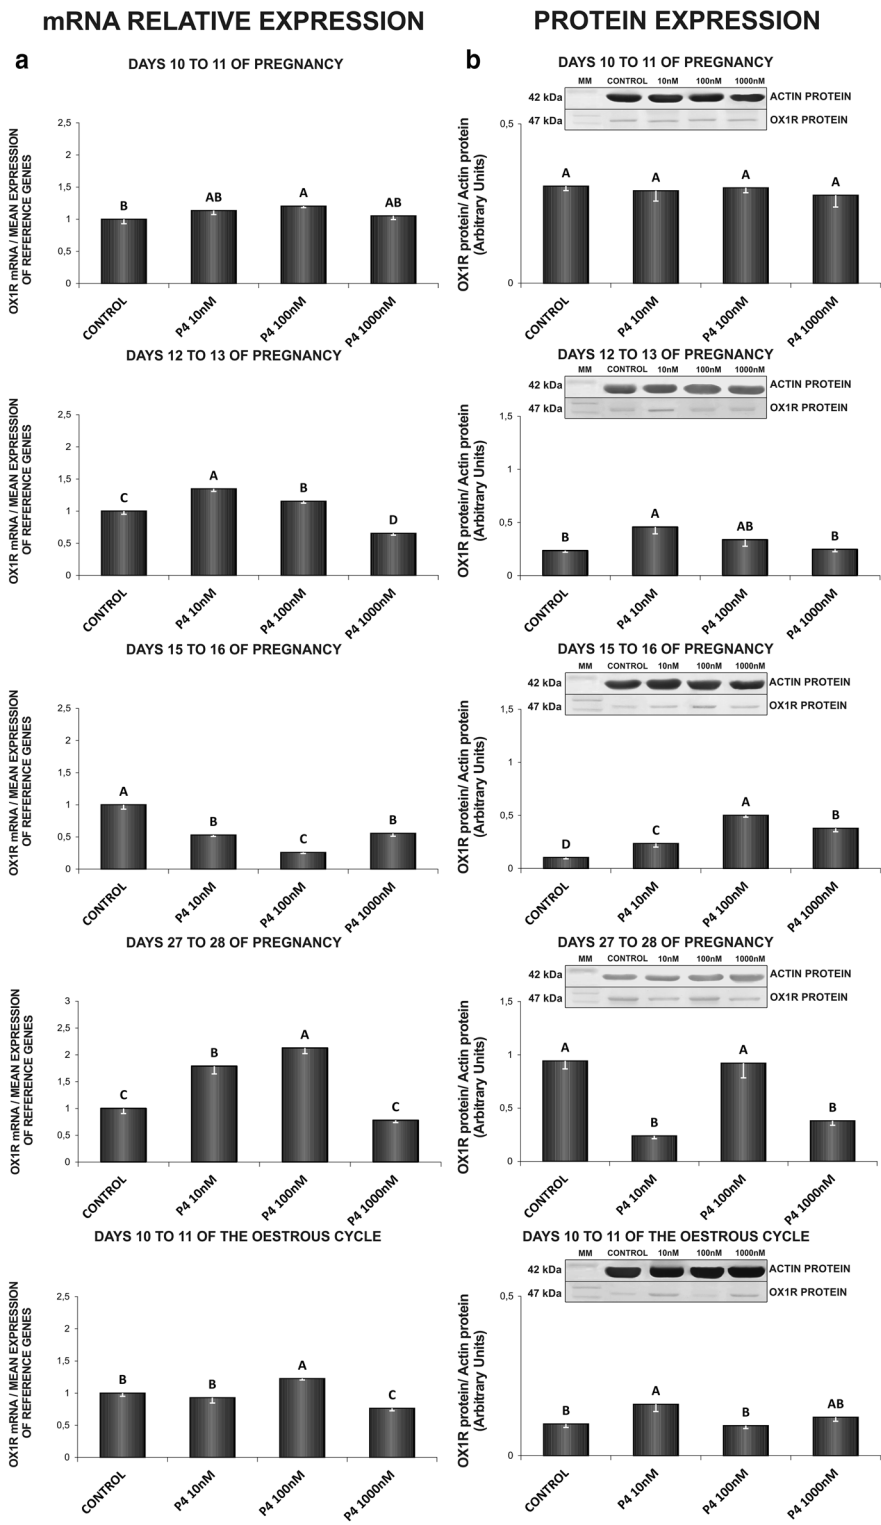 mRNA RELATIVE EXPRESSION
PROTEIN EXPRESSION
a
DAYS 10 TO 11 OF PREGNANCY
OX1R mRNA / MEAN EXPRESSION
OF REFERENCE GENES
2,5
2
1,5
1
0,5
0
B
AB
A
AB
CONTROL
P4 10nM
P4 100nM
P4 1000nM
b
DAYS 10 TO 11 OF PREGNANCY
MM CONTROL 10nM 100nM 1000nM
42 kDa ACTIN PROTEIN
47 kDa OX1R PROTEIN
OX1R protein/ Actin protein
(Arbitrary Units)
0,5
0
A
A
A
A
CONTROL
P4 10nM
P4 100nM
P4 1000nM
DAYS 12 TO 13 OF PREGNANCY
OX1R mRNA / MEAN EXPRESSION
OF REFERENCE GENES
2,5
2
1,5
1
0,5
0
C
A
B
D
CONTROL
P4 10nM
P4 100nM
P4 1000nM
DAYS 12 TO 13 OF PREGNANCY
MM CONTROL 10nM 100nM 1000nM
42 kDa ACTIN PROTEIN
47 kDa OX1R PROTEIN
OX1R protein/ Actin protein
(Arbitrary Units)
1,5
1
0,5
0
B
A
AB
B
CONTROL
P4 10nM
P4 100nM
P4 1000nM
DAYS 15 TO 16 OF PREGNANCY
OX1R mRNA / MEAN EXPRESSION
OF REFERENCE GENES
2,5
2
1,5
1
0,5
0
A
B
C
B
CONTROL
P4 10nM
P4 100nM
P4 1000nM
DAYS 15 TO 16 OF PREGNANCY
MM CONTROL 10nM 100nM 1000nM
42 kDa ACTIN PROTEIN
47 kDa OX1R PROTEIN
OX1R protein/ Actin protein
(Arbitrary Units)
1,5
1
0,5
0
D
C
A
B
CONTROL
P4 10nM
P4 100nM
P4 1000nM
DAYS 27 TO 28 OF PREGNANCY
OX1R mRNA / MEAN EXPRESSION
OF REFERENCE GENES
3
2,5
2
1,5
1
0,5
0
C
B
A
C
CONTROL
P4 10nM
P4 100nM
P4 1000nM
DAYS 27 TO 28 OF PREGNANCY
MM CONTROL 10nM 100nM 1000nM
42 kDa ACTIN PROTEIN
47 kDa OX1R PROTEIN
OX1R protein/ Actin protein
(Arbitrary Units)
1,5
1
0,5
0
A
B
A
B
CONTROL
P4 10nM
P4 100nM
P4 1000nM
DAYS 10 TO 11 OF THE OESTROUS CYCLE
OX1R mRNA / MEAN EXPRESSION
OF REFERENCE GENES
2,5
2
1,5
1
0,5
0
B
B
A
C
CONTROL
P4 10nM
P4 100nM
P4 1000nM
DAYS 10 TO 11 OF THE OESTROUS CYCLE
MM CONTROL 10nM 100nM 1000nM
42 kDa ACTIN PROTEIN
47 kDa OX1R PROTEIN
OX1R protein/ Actin protein
(Arbitrary Units)
0,5
0
B
A
B
AB
CONTROL
P4 10nM
P4 100nM
P4 1000nM